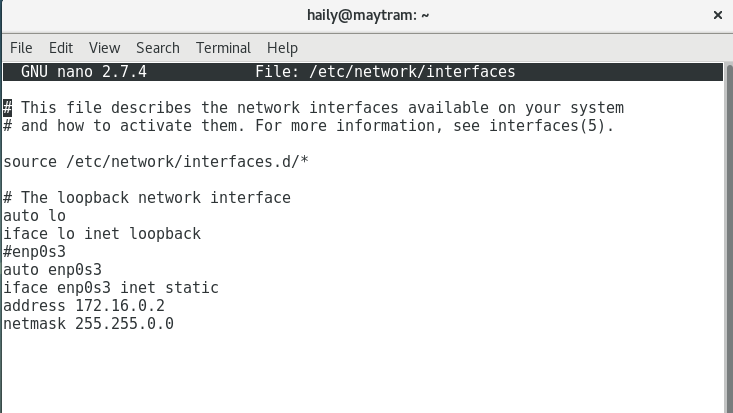 haily@maytram: ~
File Edit View Search Terminal Help
GNU nano 2.7.4 File: /etc/network/interfaces
# This file describes the network interfaces available on your system
# and how to activate them. For more information, see interfaces(5).
source /etc/network/interfaces.d/*
# The loopback network interface
auto lo
iface lo inet loopback
#enp0s3
auto enp0s3
iface enp0s3 inet static
address 172.16.0.2
netmask 255.255.0.0